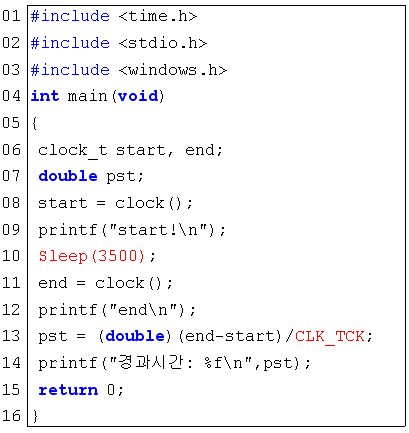 01 #include <time.h>
02 #include <stdio.h>
03 #include <windows.h>
04 int main(void)
05 {
06 clock_t start, end;
07 double pst;
08 start = clock();
09 printf("start!\n");
10 Sleep(3500);
11 end = clock();
12 printf("end\n");
13 pst = (double)(end-start)/CLK_TCK;
14 printf("경과시간: %f\n",pst);
15 return 0;
16 }